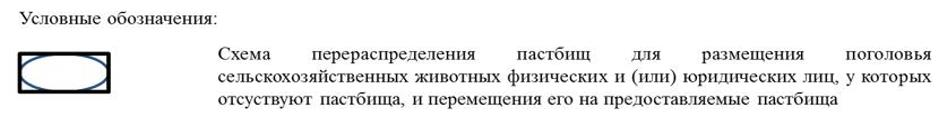 Условные обозначения:
Схема перераспределения пастбищ для размещения поголовья
сельскохозяйственных животных физических и (или) юридических лиц, у которых
отсуствуют пастбища, и перемещения его на предоставляемые пастбища